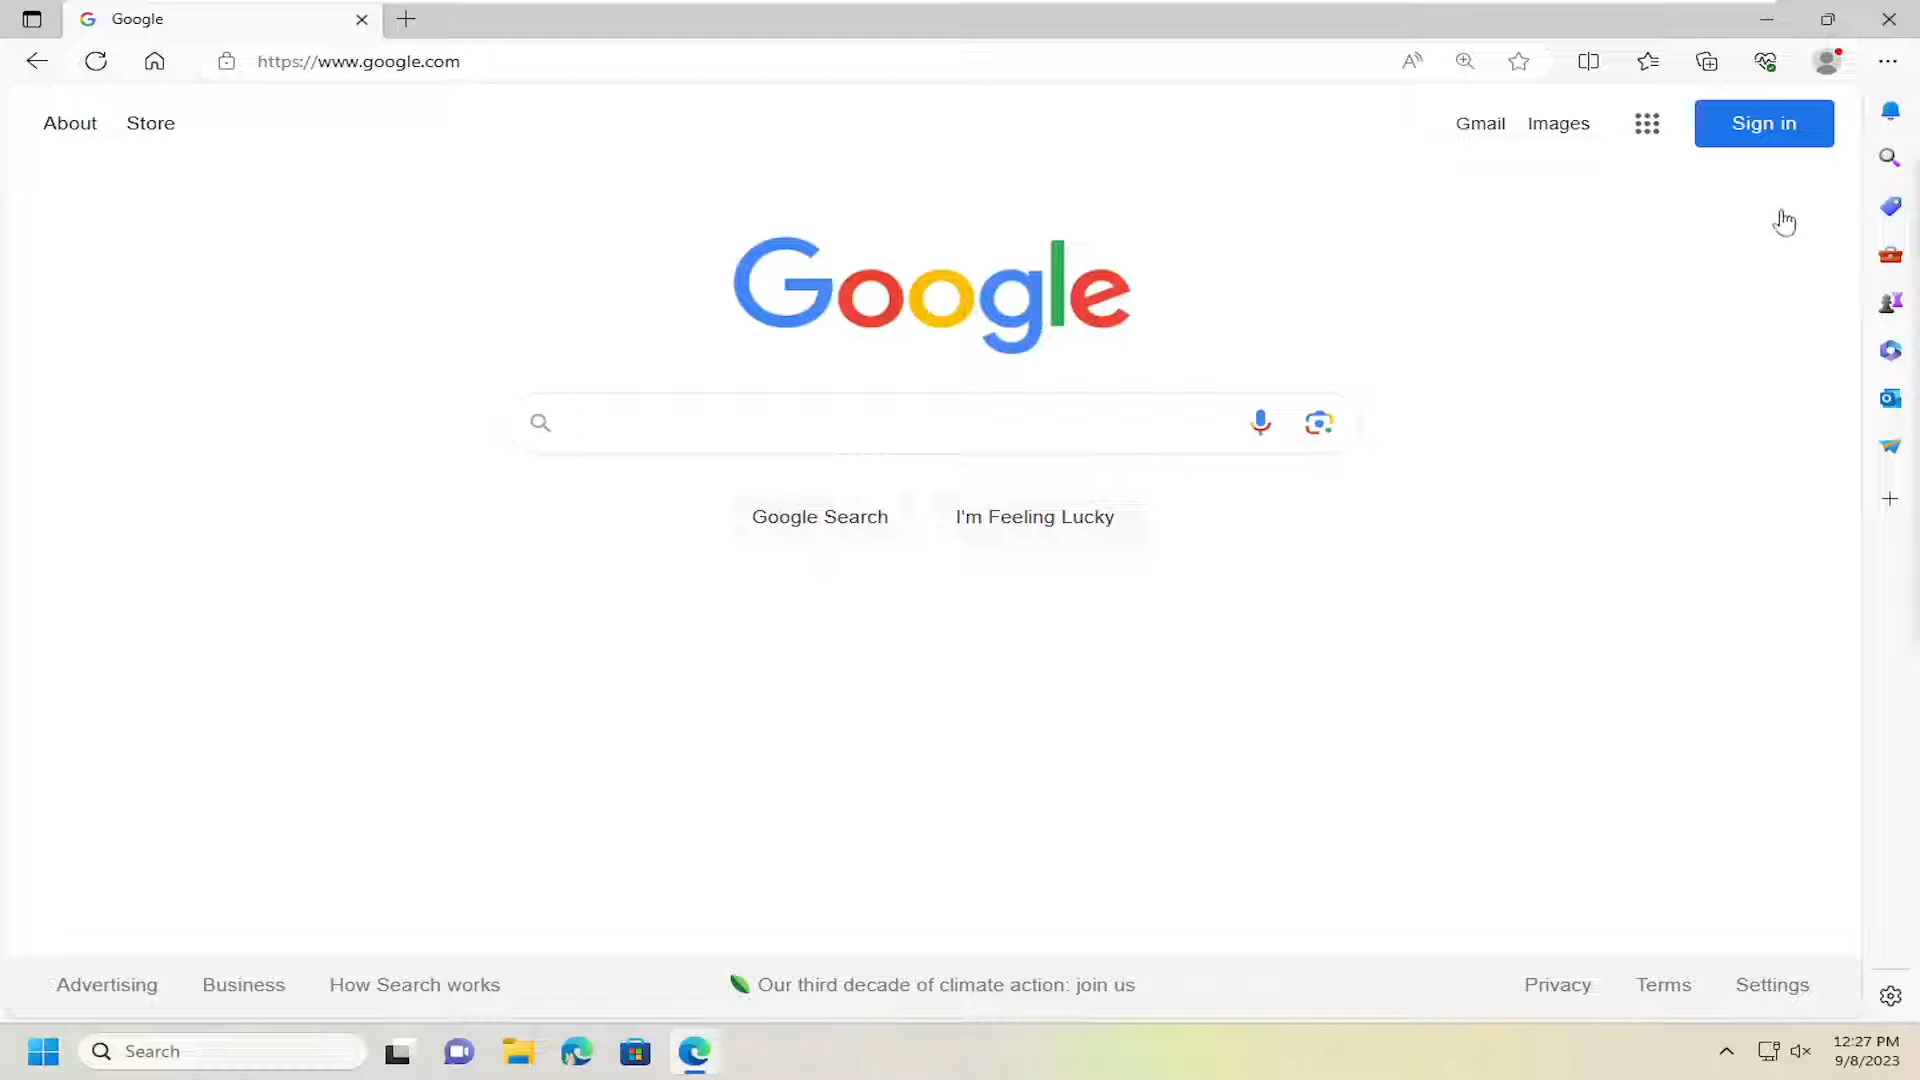 Google
https://www.google.com
About Store
Gmail Images Sign in
Google
Google Search I'm Feeling Lucky
Advertising Business How Search works
Our third decade of climate action: join us
Privacy Terms Settings
Search
12:27 PM
9/8/2023